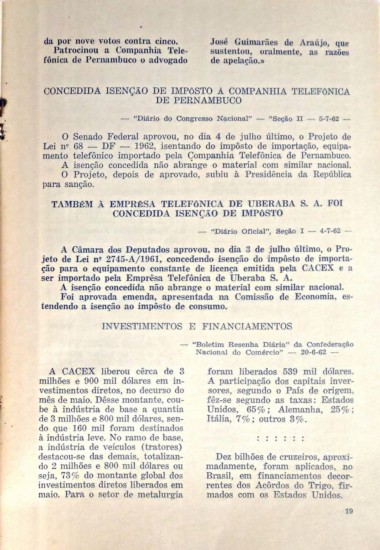 da por nove votos contra cinco.
Patrocinou a Companhia Tele-
fônica de Pernambuco o advogado
José Guimarães de Araújo, que
sustentou, oralmente, as razões
de apelação.»
CONCEDIDA ISENÇÃO DE IMPÔSTO À COMPANHIA TELEFÔNICA
DE PERNAMBUCO
— "Diário do Congresso Nacional" — "Seção II — 5-7-62 —
O Senado Federal aprovou, no dia 4 de julho último, o Projeto de
Lei nº 68 — DF — 1962, isentando do impôsto de importação, equipa-
mento telefônico importado pela Companhia Telefônica de Pernambuco.
A isenção concedida não abrange o material com similar nacional.
O Projeto, depois de aprovado, subiu à Presidência da República
para sanção.
TAMBÉM À EMPRÊSA TELEFÔNICA DE UBERABA S. A. FOI
CONCEDIDA ISENÇÃO DE IMPÔSTO
— "Diário Oficial", Seção I — 4-7-62 —
A Câmara dos Deputados aprovou, no dia 3 de julho último, o Pro-
jeto de Lei nº 2745-A/1961, concedendo isenção do impôsto de importa-
ção para o equipamento constante de licença emitida pela CACEX e a
ser importado pela Emprêsa Telefônica de Uberaba S. A.
A isenção concedida não abrange o material com similar nacional.
Foi aprovada emenda, apresentada na Comissão de Economia, es-
tendendo a isenção ao impôsto de consumo.
INVESTIMENTOS E FINANCIAMENTOS
— "Boletim Resenha Diária" da Confederação
Nacional do Comércio" — 20-6-62 —
A CACEX liberou cêrca de 3
milhões e 900 mil dólares em in-
vestimentos diretos, no decurso do
mês de maio. Dêsse montante, cou-
be à indústria de base a quantia
de 3 milhões e 800 mil dólares, sen-
do que 160 mil foram destinados
à indústria leve. No ramo de base,
a indústria de veículos (tratores)
destacou-se das demais, totalizan-
do 2 milhões e 800 mil dólares ou
seja, 73% do montante global dos
investimentos diretos liberados em
maio. Para o setor de metalurgia
foram liberados 539 mil dólares.
A participação dos capitais inver-
sores, segundo o País de origem,
fêz-se segundo as taxas: Estados
Unidos, 65%; Alemanha, 25%;
Itália, 7%; outros 3%.
: : : : : :
Dez bilhões de cruzeiros, aproxi-
madamente, foram aplicados, no
Brasil, em financiamentos decor-
rentes dos Acôrdos do Trigo, fir-
mados com os Estados Unidos.
19